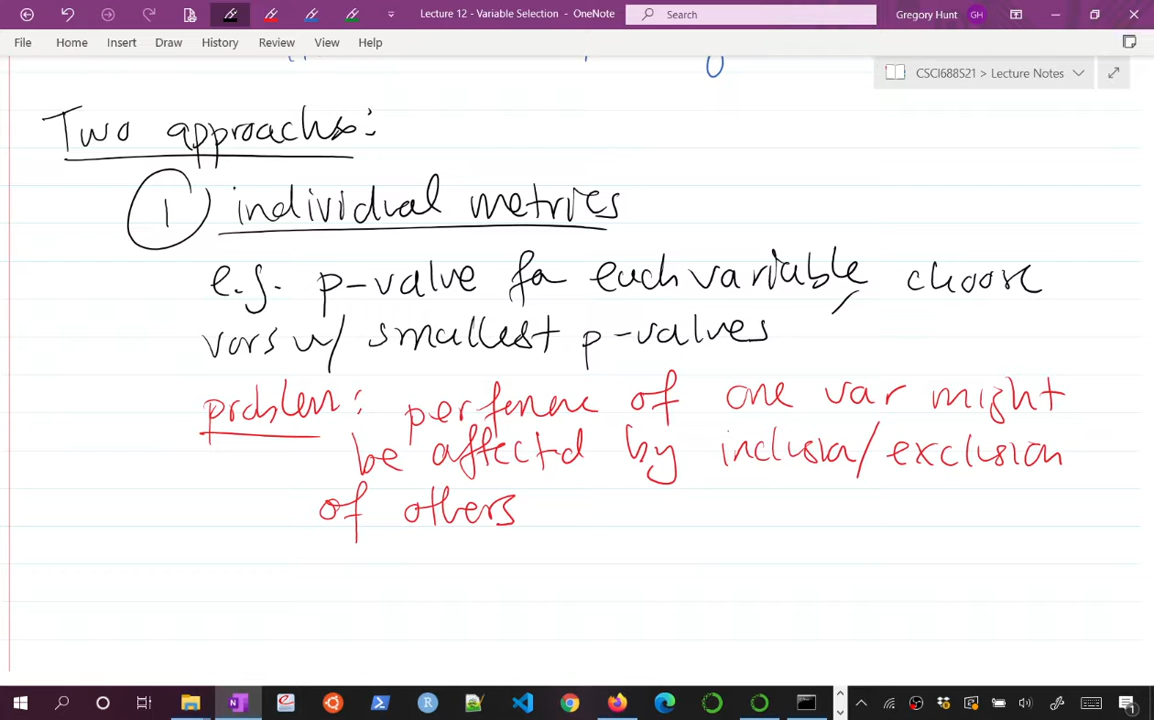 Lecture 12 - Variable Selection - OneNote
Search
Gregory Hunt
GH
File Home Insert Draw History Review View Help
CSCI688S21 > Lecture Notes
Two approachs:
1 individual metrics
e.g. p-value for each variable, choose
vars w/ smallest p-values
problem: of one var might
be affected by inclusion/exclusion
of others